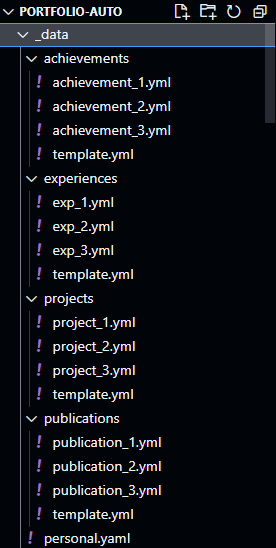 PORTFOLIO-AUTO
_data
achievements
! achievement_1.yml
! achievement_2.yml
! achievement_3.yml
! template.yml
experiences
! exp_1.yml
! exp_2.yml
! exp_3.yml
! template.yml
projects
! project_1.yml
! project_2.yml
! project_3.yml
! template.yml
publications
! publication_1.yml
! publication_2.yml
! publication_3.yml
! template.yml
! personal.yaml